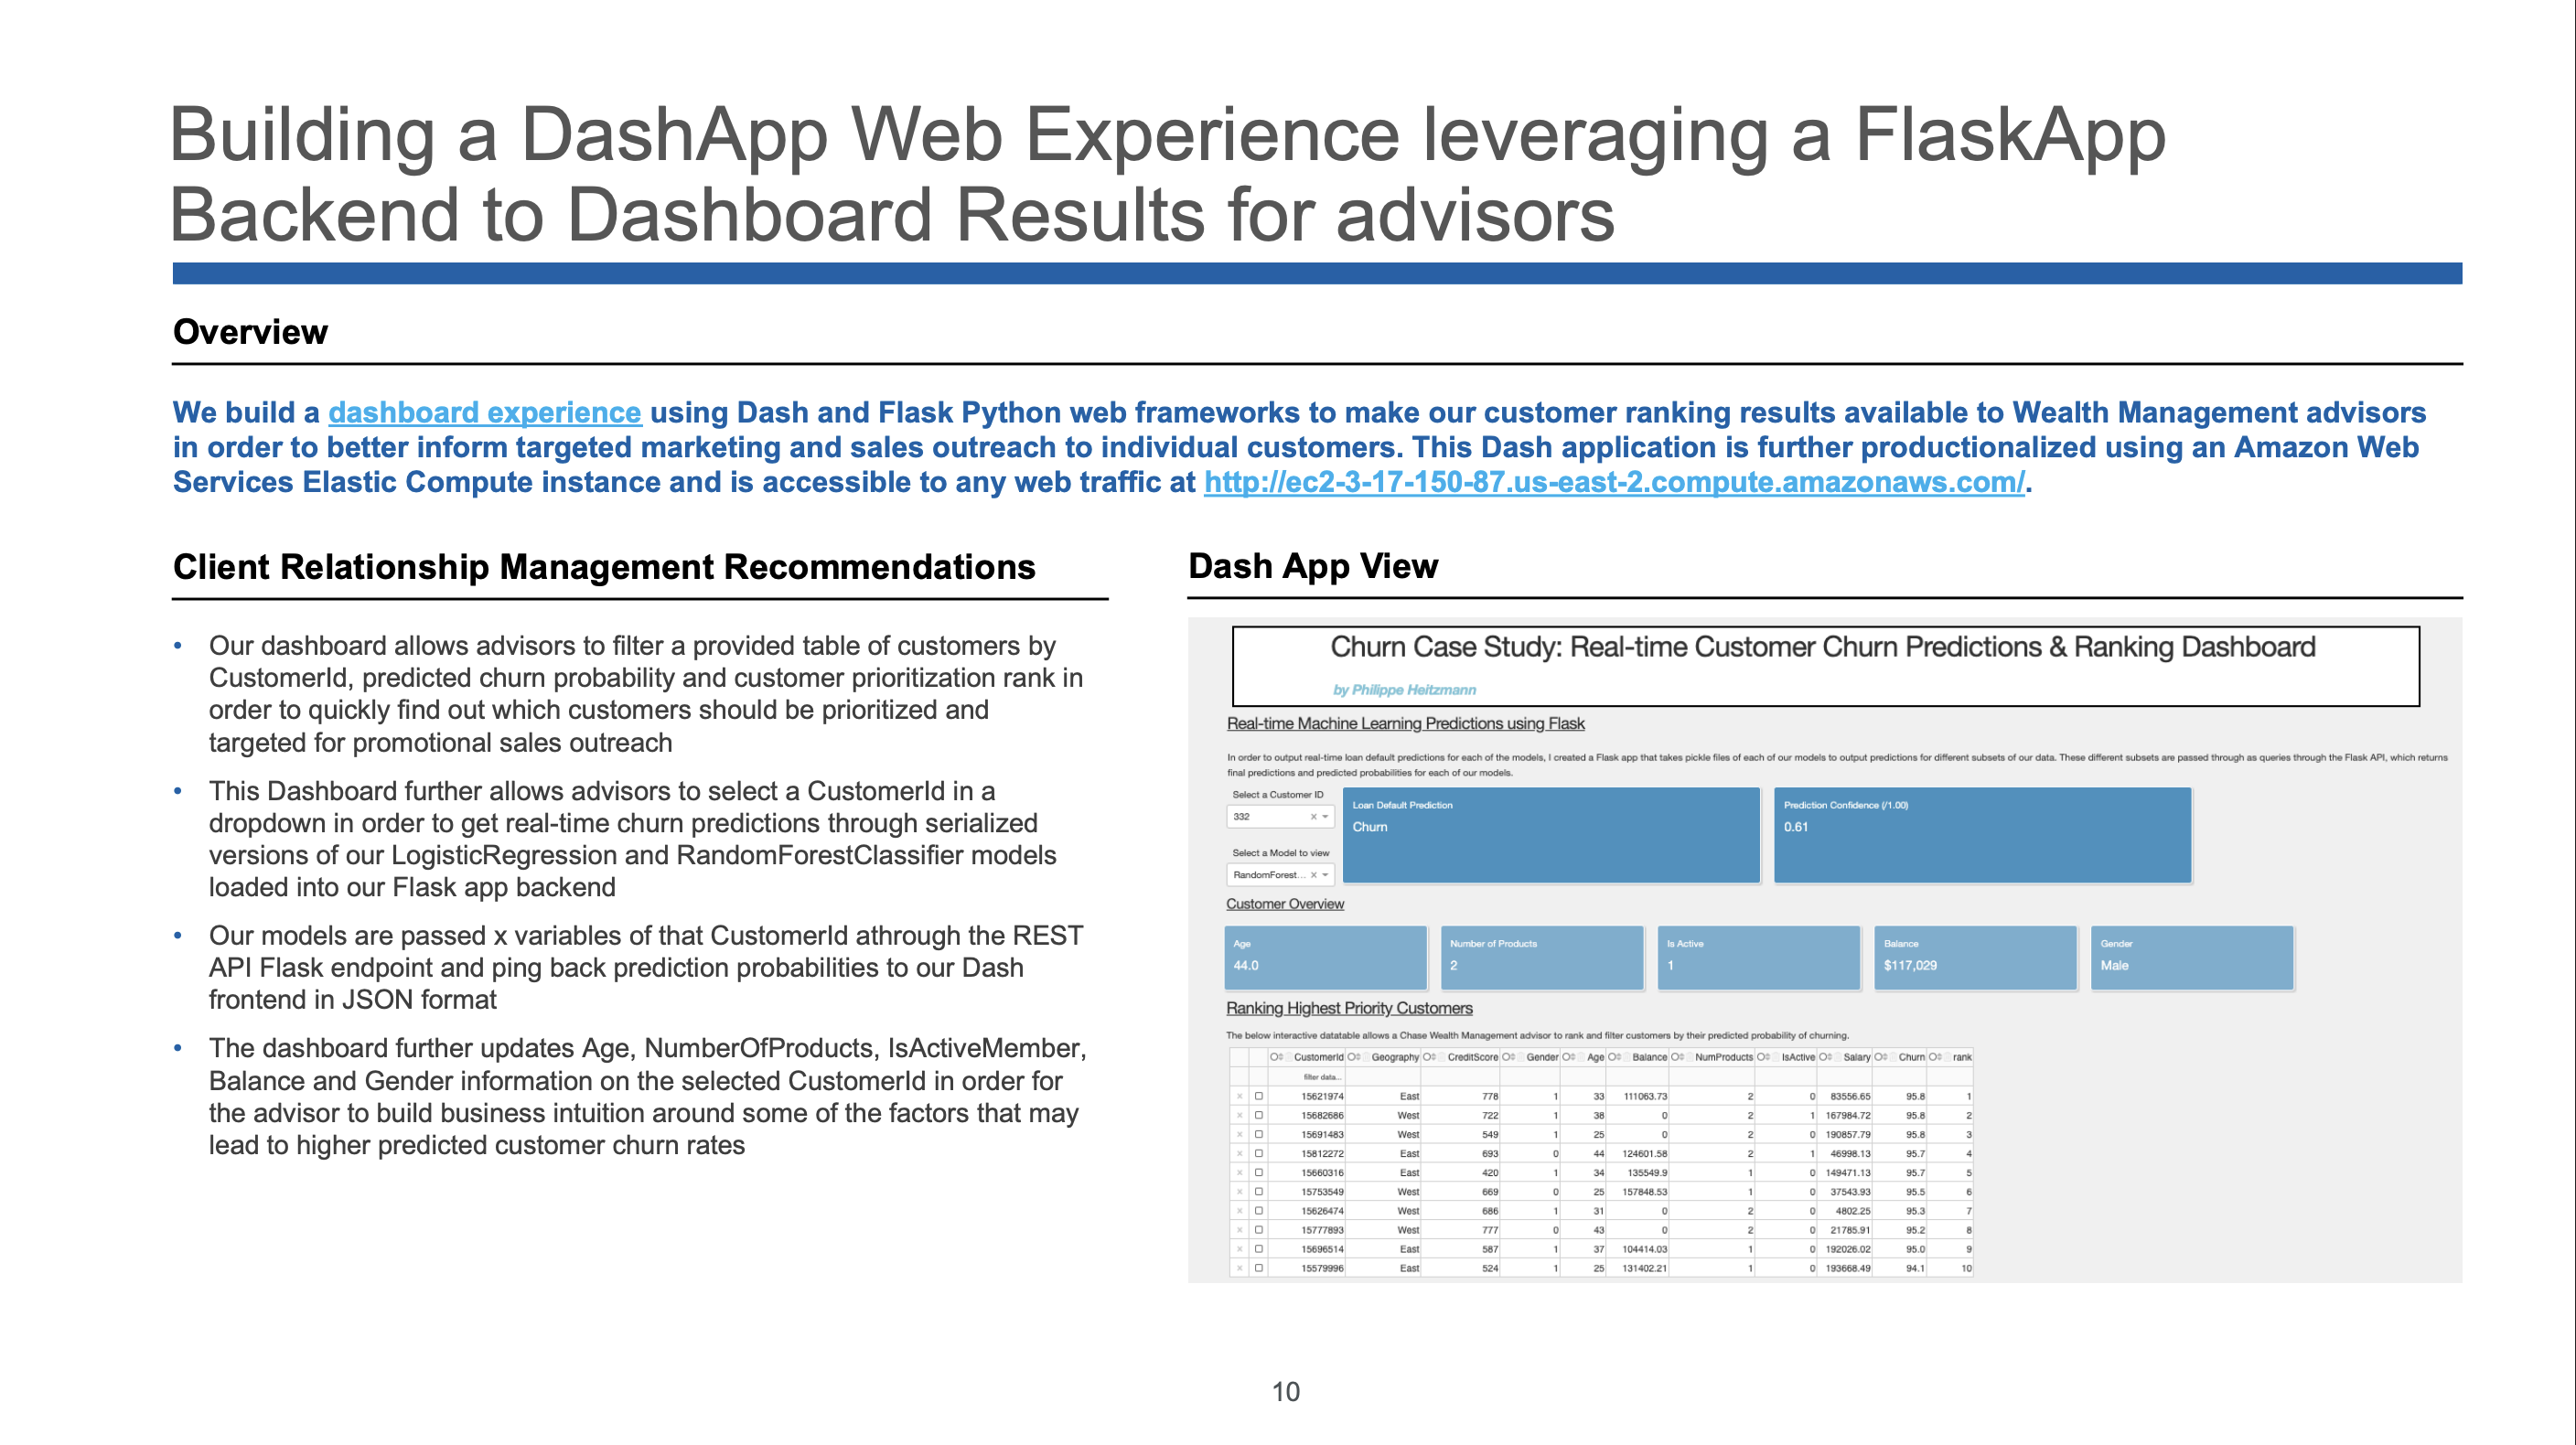 Building a DashApp Web Experience leveraging a FlaskApp
Backend to Dashboard Results for advisors
Overview
We build a dashboard experience using Dash and Flask Python web frameworks to make our customer ranking results available to Wealth Management advisors
in order to better inform targeted marketing and sales outreach to individual customers. This Dash application is further productionalized using an Amazon Web
Services Elastic Compute instance and is accessible to any web traffic at http://ec2-3-17-150-87.us-east-2.compute.amazonaws.com/.
Client Relationship Management Recommendations
• Our dashboard allows advisors to filter a provided table of customers by
CustomerId, predicted churn probability and customer prioritization rank in
order to quickly find out which customers should be prioritized and
targeted for promotional sales outreach
• This Dashboard further allows advisors to select a CustomerId in a
dropdown in order to get real-time churn predictions through serialized
versions of our LogisticRegression and RandomForestClassifier models
loaded into our Flask app backend
• Our models are passed x variables of that CustomerId athrough the REST
API Flask endpoint and ping back prediction probabilities to our Dash
frontend in JSON format
• The dashboard further updates Age, NumberOfProducts, IsActiveMember,
Balance and Gender information on the selected CustomerId in order for
the advisor to build business intuition around some of the factors that may
lead to higher predicted customer churn rates
Dash App View
Churn Case Study: Real-time Customer Churn Predictions & Ranking Dashboard
by Philippe Heitzmann
Real-time Machine Learning Predictions using Flask
In order to output real-time loan default predictions for each of the models, I created a Flask app that takes pickle files of each of our models to output predictions for different subsets of our data. These different subsets are passed through as queries through the Flask API, which returns
final predictions and predicted probabilities for each of our models.
Select a Customer ID
332 ×
Select a Model to view
RandomForest... ×
Loan Default Prediction
Churn
Prediction Confidence (/1.00)
0.61
Customer Overview
Age
44.0
Number of Products
2
Is Active
1
Balance
$117,029
Gender
Male
Ranking Highest Priority Customers
The below interactive datatable allows a Chase Wealth Management advisor to rank and filter customers by their predicted probability of churning.
CustomerId Geography CreditScore Gender Age Balance NumProducts IsActive Salary Churn rank
filter data...
× 15621974 East 778 1 33 111063.73 2 0 83556.65 95.8 1
× 15682686 West 722 1 38 0 2 1 167984.72 95.8 2
× 15691483 West 549 1 25 0 2 0 190857.79 95.8 3
× 15812272 East 693 0 44 124601.58 2 1 46998.13 95.7 4
× 15660316 East 420 1 34 135549.9 1 0 149471.13 95.7 5
× 15753549 West 669 0 25 157848.53 1 0 37543.93 95.5 6
× 15626474 West 686 1 31 0 2 0 4802.25 95.3 7
× 15777893 West 777 0 43 0 2 0 21785.91 95.2 8
× 15696514 East 587 1 37 104414.03 1 0 192026.02 95.0 9
× 15579996 East 524 1 25 131402.21 1 0 193668.49 94.1 10
10